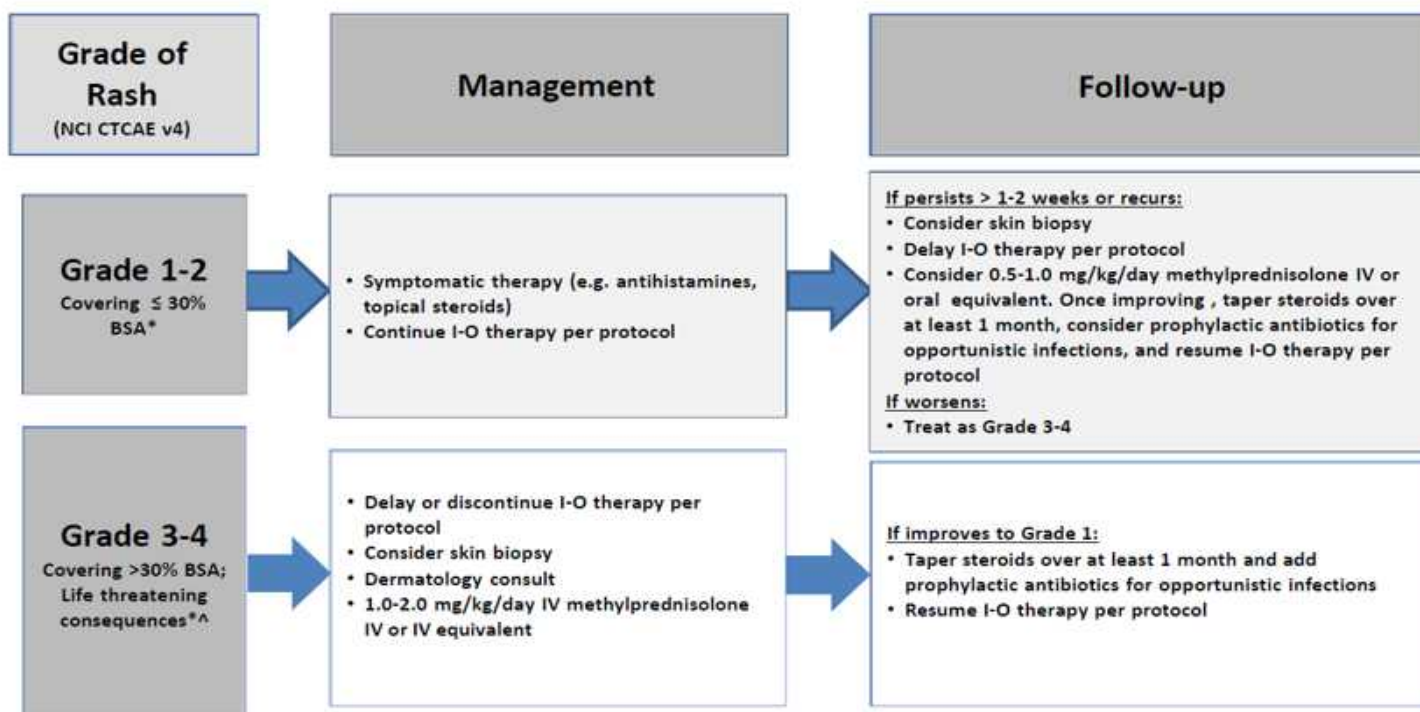 Grade of
Rash
(NCI CTCAE v4)
Management
Follow-up
Grade 1-2
Covering ≤ 30%
BSA*
• Symptomatic therapy (e.g. antihistamines,
topical steroids)
• Continue I-O therapy per protocol
If persists > 1-2 weeks or recurs:
• Consider skin biopsy
• Delay I-O therapy per protocol
• Consider 0.5-1.0 mg/kg/day methylprednisolone IV or
oral equivalent. Once improving , taper steroids over
at least 1 month, consider prophylactic antibiotics for
opportunistic infections, and resume I-O therapy per
protocol
If worsens:
• Treat as Grade 3-4
Grade 3-4
Covering >30% BSA;
Life threatening
consequences*^
• Delay or discontinue I-O therapy per
protocol
• Consider skin biopsy
• Dermatology consult
• 1.0-2.0 mg/kg/day IV methylprednisolone
IV or IV equivalent
If improves to Grade 1:
• Taper steroids over at least 1 month and add
prophylactic antibiotics for opportunistic infections
• Resume I-O therapy per protocol